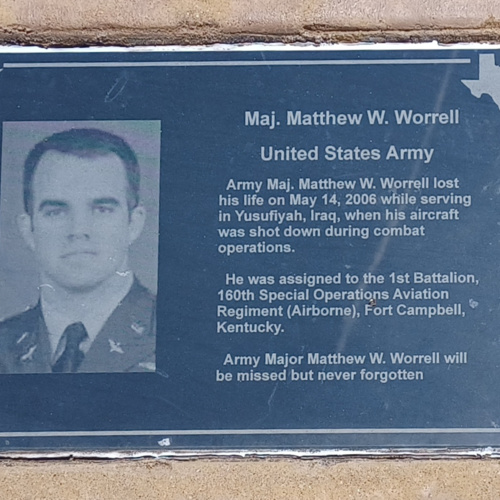 Maj. Matthew W. Worrell
United States Army
Army Maj. Matthew W. Worrell lost
his life on May 14, 2006 while serving
in Yusufiyah, Iraq, when his aircraft
was shot down during combat
operations.
He was assigned to the 1st Battalion,
160th Special Operations Aviation
Regiment (Airborne), Fort Campbell,
Kentucky.
Army Major Matthew W. Worrell will
be missed but never forgotten